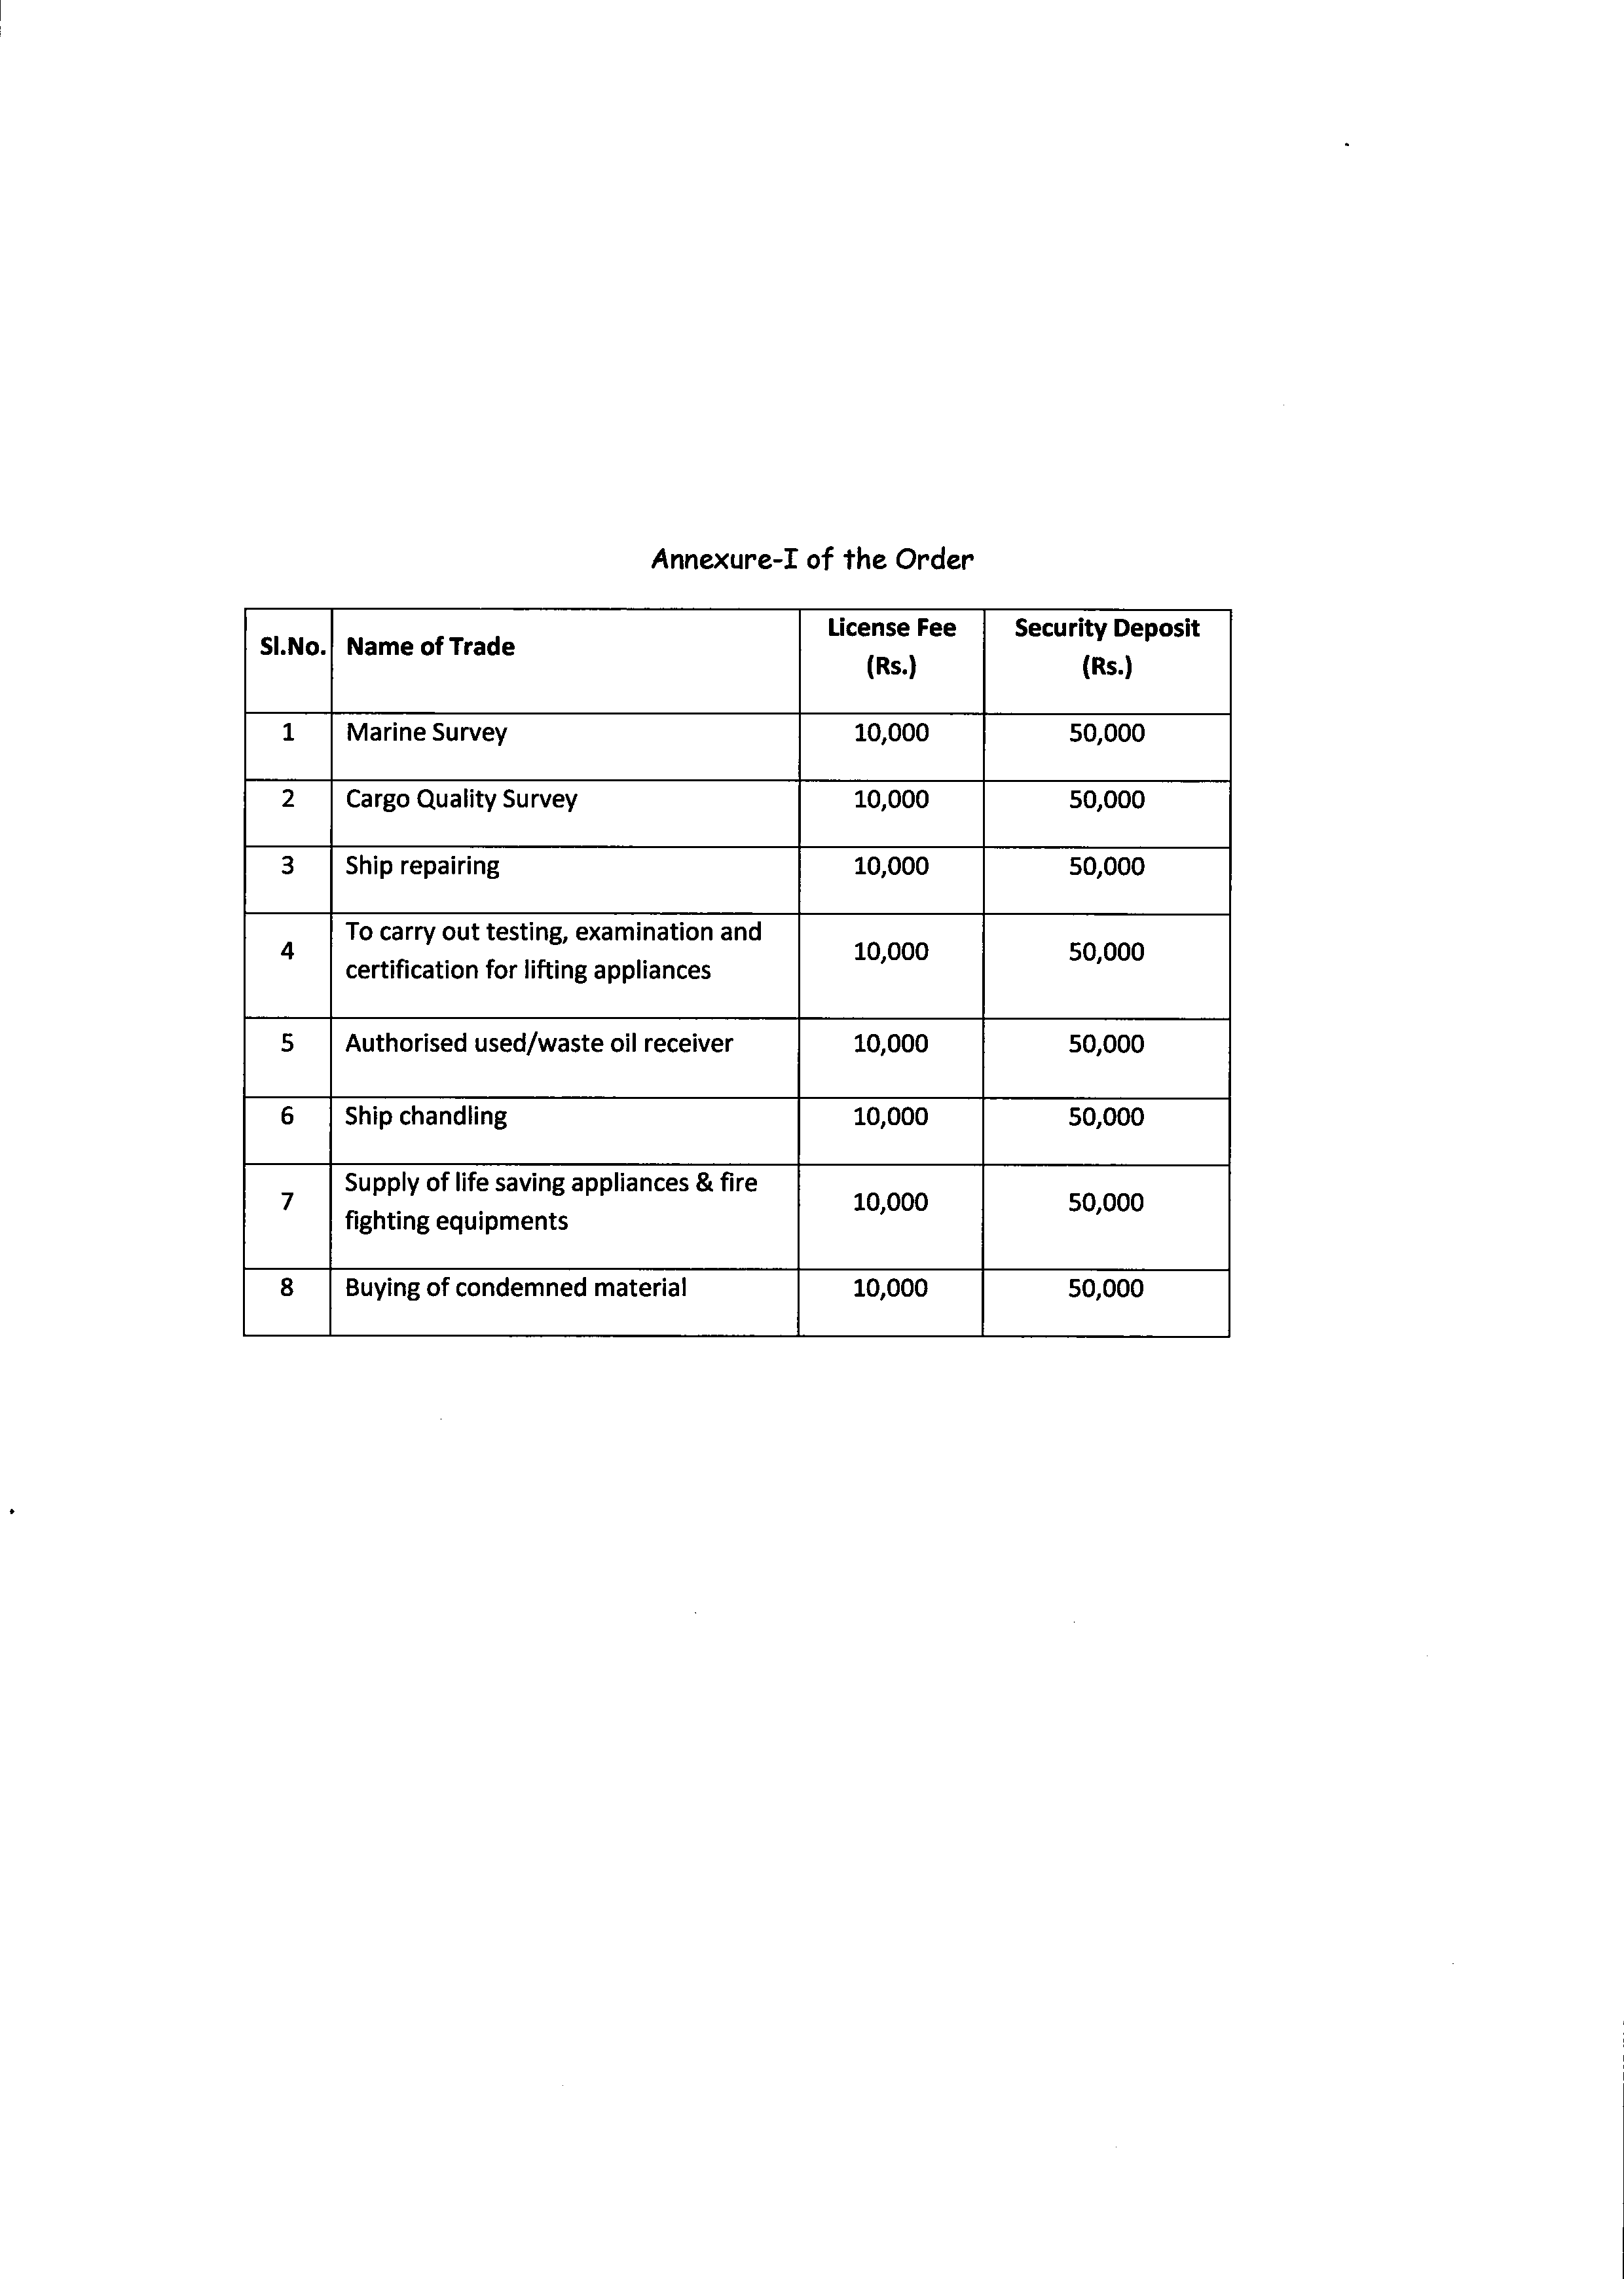 Annexure-I of the Order
Sl.No. Name of Trade License Fee (Rs.) Security Deposit (Rs.)
1 Marine Survey 10,000 50,000
2 Cargo Quality Survey 10,000 50,000
3 Ship repairing 10,000 50,000
4 To carry out testing, examination and
certification for lifting appliances 10,000 50,000
5 Authorised used/waste oil receiver 10,000 50,000
6 Ship chandling 10,000 50,000
7 Supply of life saving appliances & fire
fighting equipments 10,000 50,000
8 Buying of condemned material 10,000 50,000